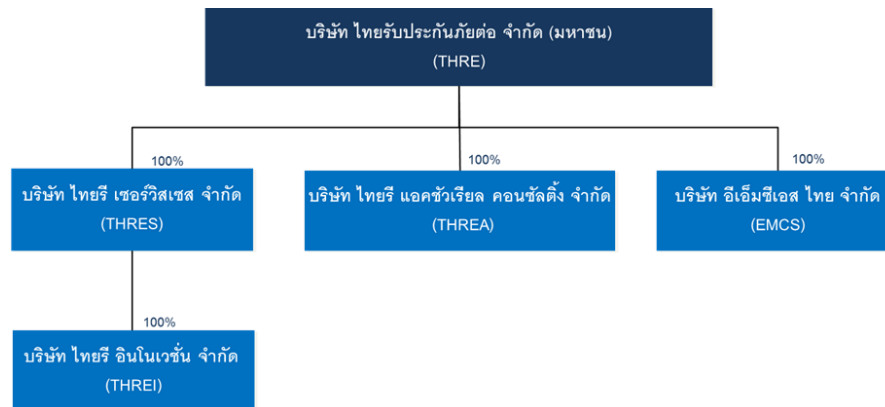 บริษัท ไทยรับประกันภัยต่อ จำกัด (มหาชน)
(THRE)
100%
100%
100%
บริษัท ไทยรี เซอร์วิสเซส จำกัด
(THRES)
บริษัท ไทยรี แอคชัวเรียล คอนซัลติ้ง จำกัด
(THREA)
บริษัท อีเอ็มซีเอส ไทย จำกัด
(EMCS)
100%
บริษัท ไทยรี อินโนเวชั่น จำกัด
(THREI)